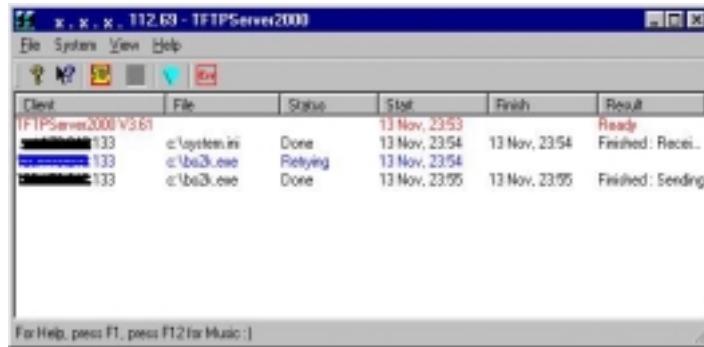 x . x . x . 112.69 - TFTPServer2000
File System View Help
Client File Status Start Finish Result
TFTPServer2000 V3.61 13 Nov, 23:53 Ready
133 c:\system.ini Done 13 Nov, 23:54 13 Nov, 23:54 Finished : Recei...
133 c:\bo2k.exe Retrying 13 Nov, 23:54
133 c:\bo2k.exe Done 13 Nov, 23:55 13 Nov, 23:55 Finished : Sending
For Help, press F1, press F12 for Music :)